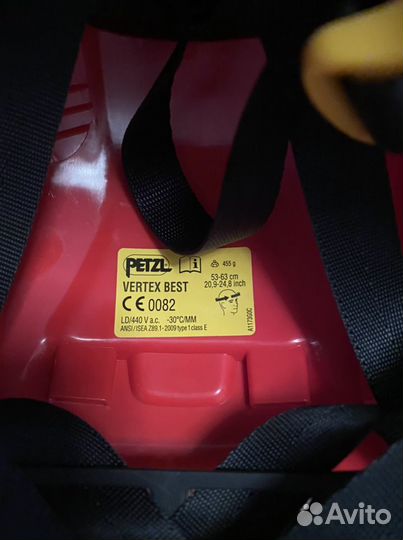 PETZL
i
455 g
VERTEX BEST
53-63 cm
20,9-24,8 inch
CE 0082
LD/440 V a.c. -30°C/MM
ANSI/ISEA Z89.1-2009 type 1 class E
A11730OC
Avito